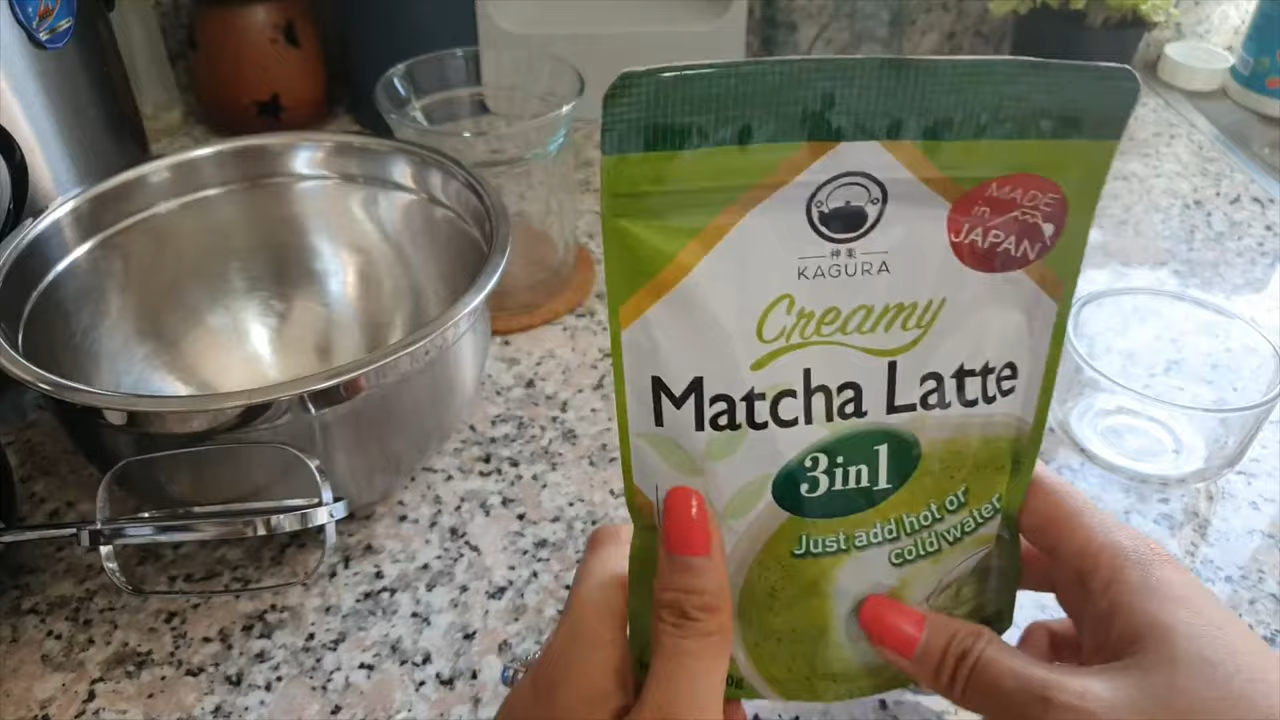 神楽
KAGURA
MADE
in
JAPAN
Creamy
Matcha Latte
3in1
Just add hot or
cold water